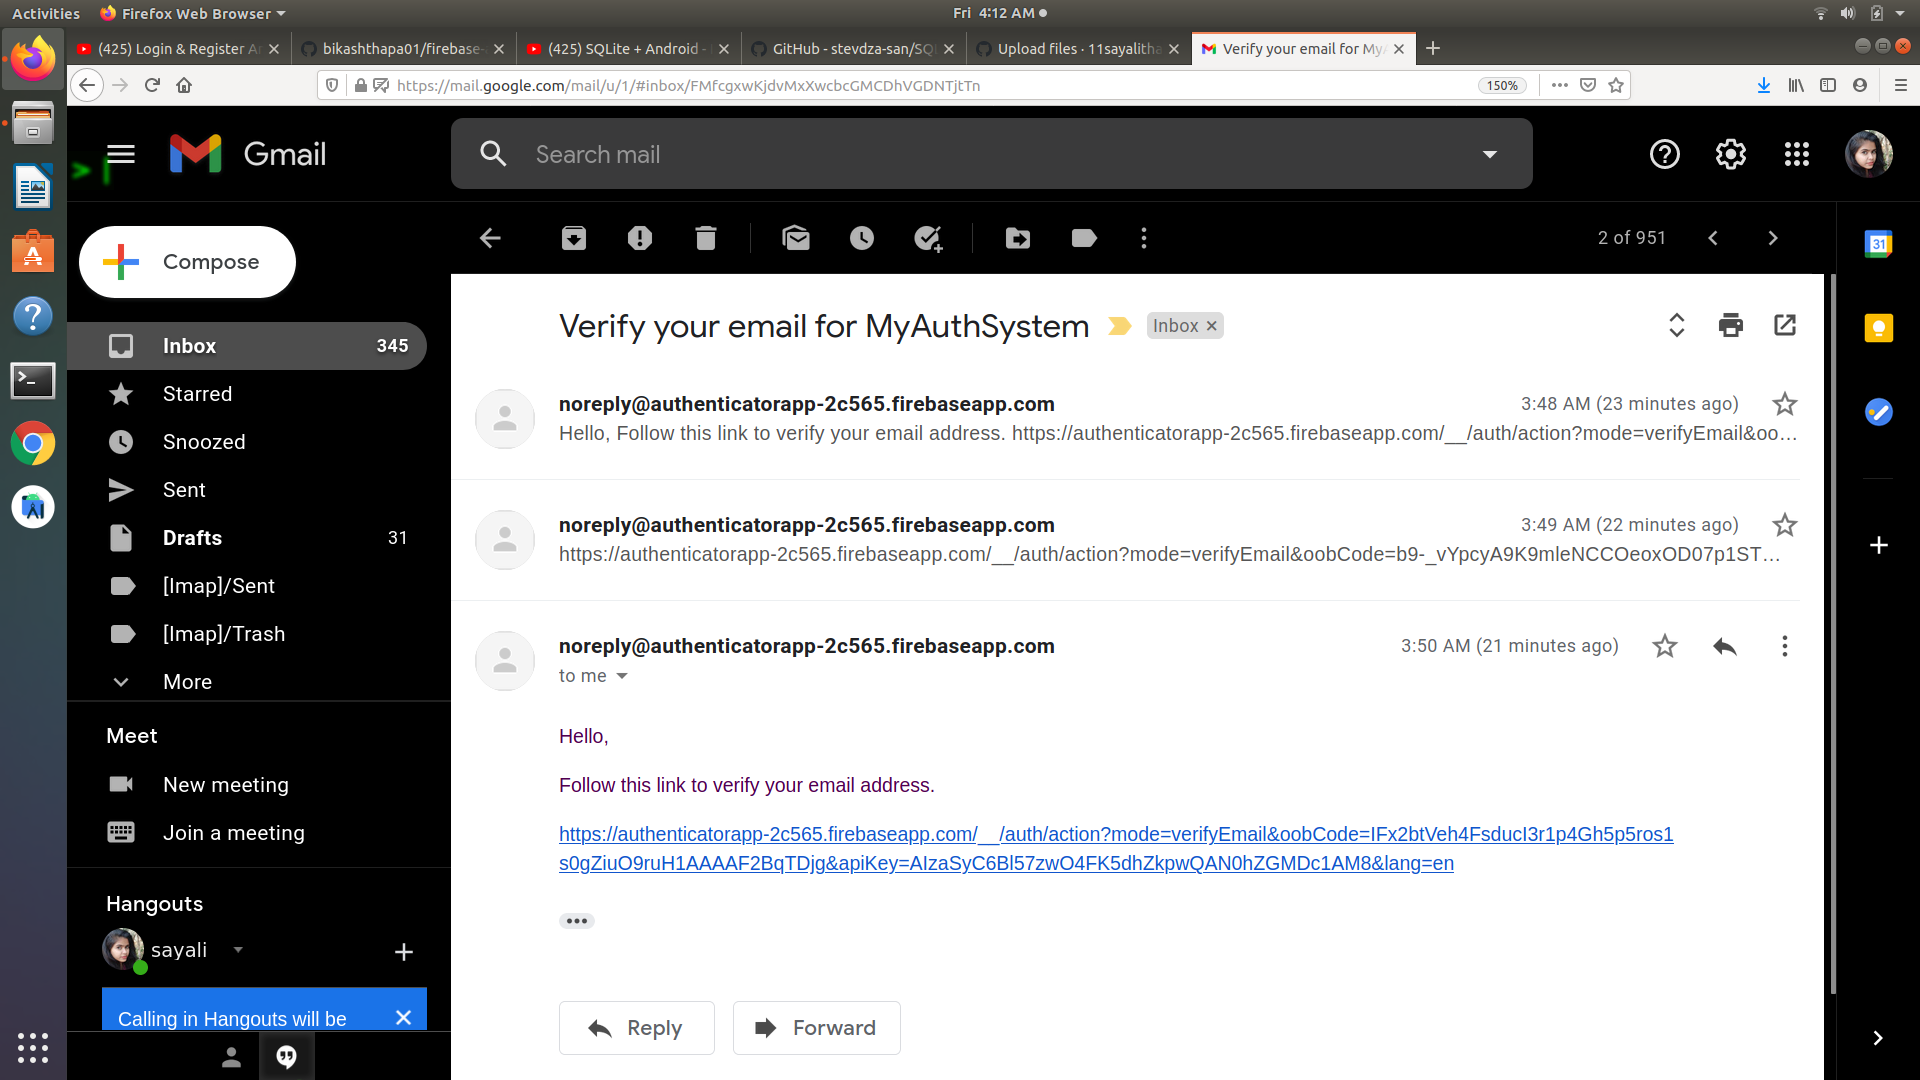 Activities
Firefox Web Browser
Fri 4:12 AM
(425) Login & Register A
bikashthapa01/firebase-
(425) SQLite + Android -
GitHub - stevdza-san/SQ
Upload files · 11sayalitha
Verify your email for My
https://mail.google.com/mail/u/1/#inbox/FMfcgxwKjdvMxXwcbcGMCDhVGDNTjtTn
150%
Gmail
Search mail
Compose
2 of 951
31
Inbox 345
Starred
Snoozed
Sent
Drafts 31
[Imap]/Sent
[Imap]/Trash
More
Meet
New meeting
Join a meeting
Hangouts
sayali
Calling in Hangouts will be
Verify your email for MyAuthSystem
Inbox
noreply@authenticatorapp-2c565.firebaseapp.com 3:48 AM (23 minutes ago)
Hello, Follow this link to verify your email address. https://authenticatorapp-2c565.firebaseapp.com/__/auth/action?mode=verifyEmail&oo…
noreply@authenticatorapp-2c565.firebaseapp.com 3:49 AM (22 minutes ago)
https://authenticatorapp-2c565.firebaseapp.com/__/auth/action?mode=verifyEmail&oobCode=b9-_vYpcyA9K9mleNCCOeoxOD07p1ST…
noreply@authenticatorapp-2c565.firebaseapp.com 3:50 AM (21 minutes ago)
to me
Hello,
Follow this link to verify your email address.
https://authenticatorapp-2c565.firebaseapp.com/__/auth/action?mode=verifyEmail&oobCode=IFx2btVeh4FsducI3r1p4Gh5p5ros1
s0gZiuO9ruH1AAAAF2BqTDjg&apiKey=AIzaSyC6Bl57zwO4FK5dhZkpwQAN0hZGMDc1AM8&lang=en
Reply
Forward